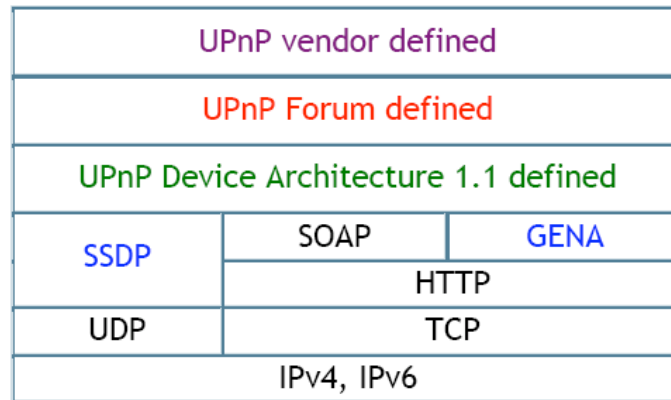 UPnP vendor defined
UPnP Forum defined
UPnP Device Architecture 1.1 defined
SSDP
SOAP
GENA
HTTP
UDP
TCP
IPv4, IPv6